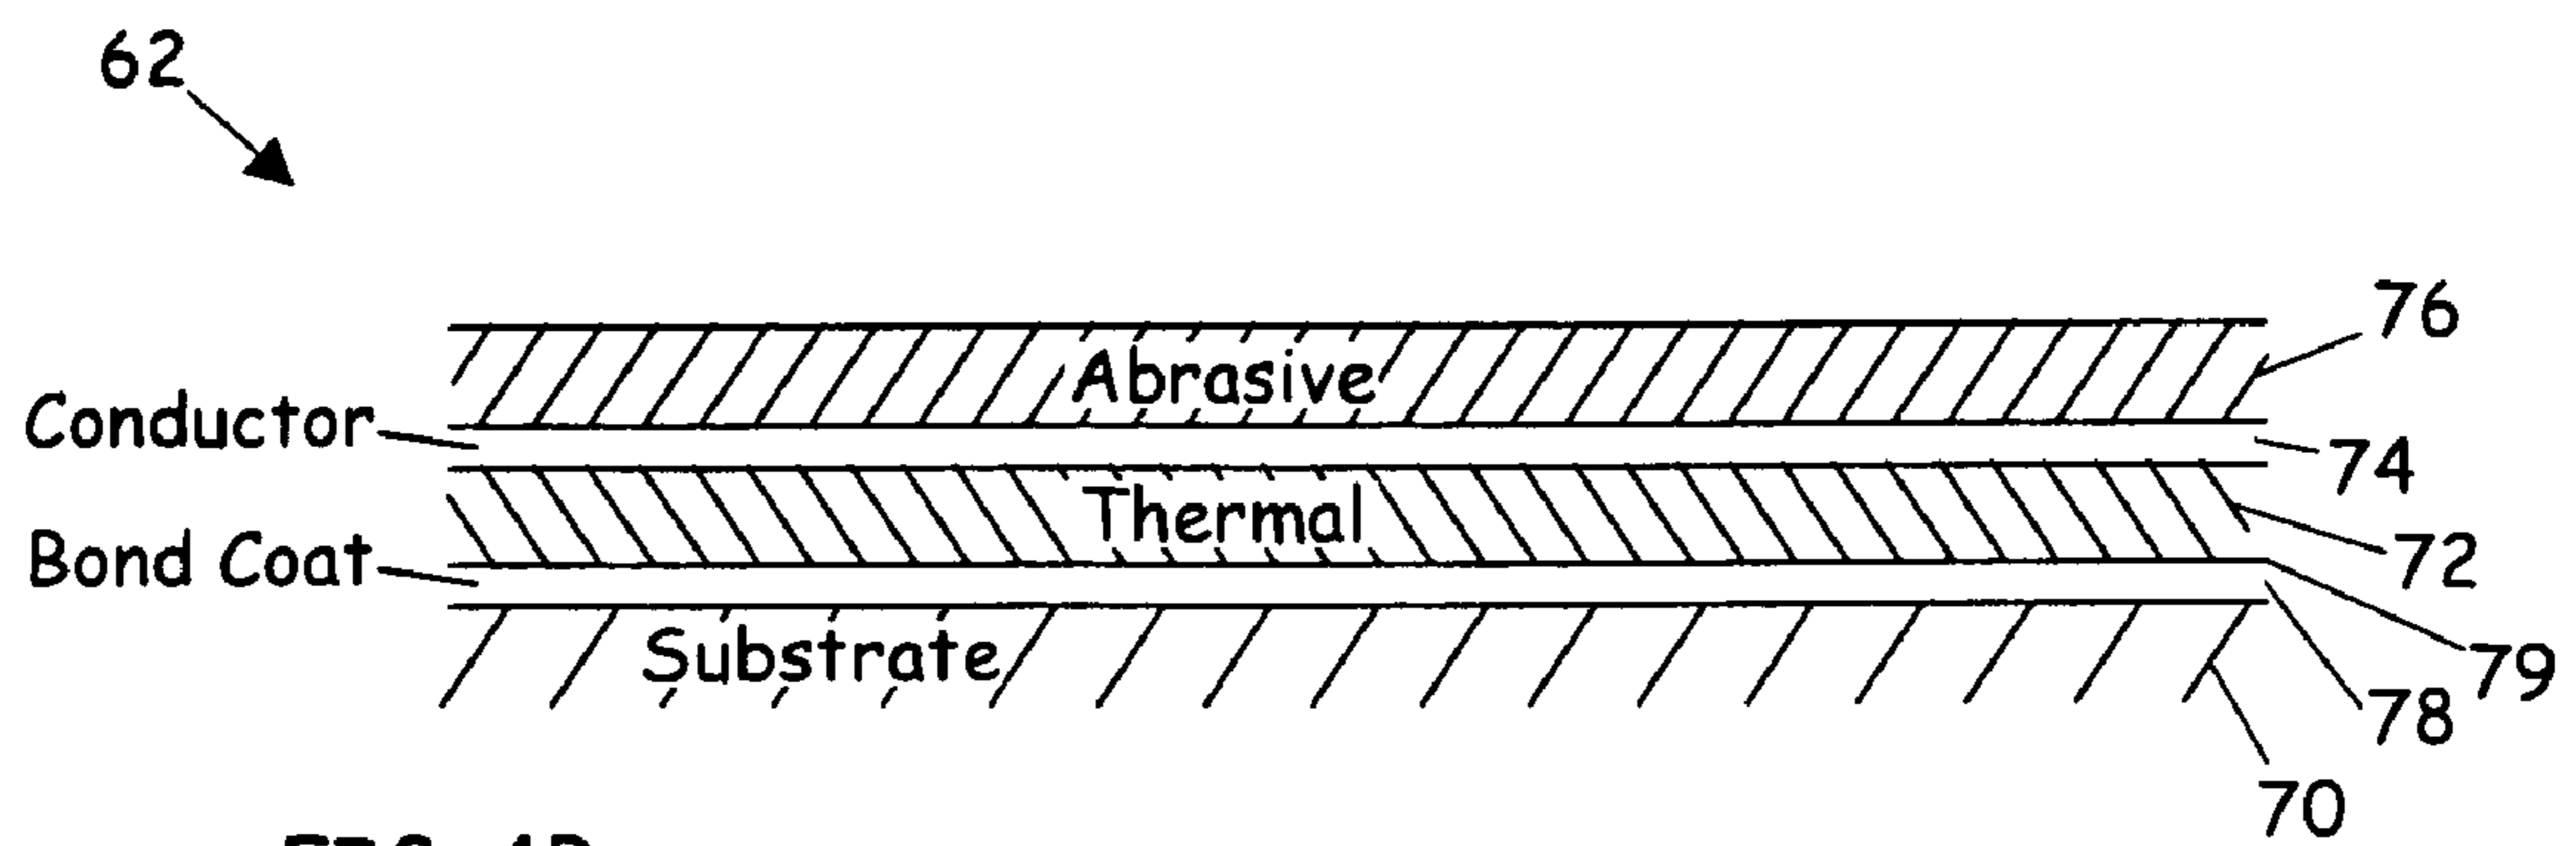 62
76
Abrasive
Conductor
74
Thermal
Bond Coat
72
Substrate
79
78
70